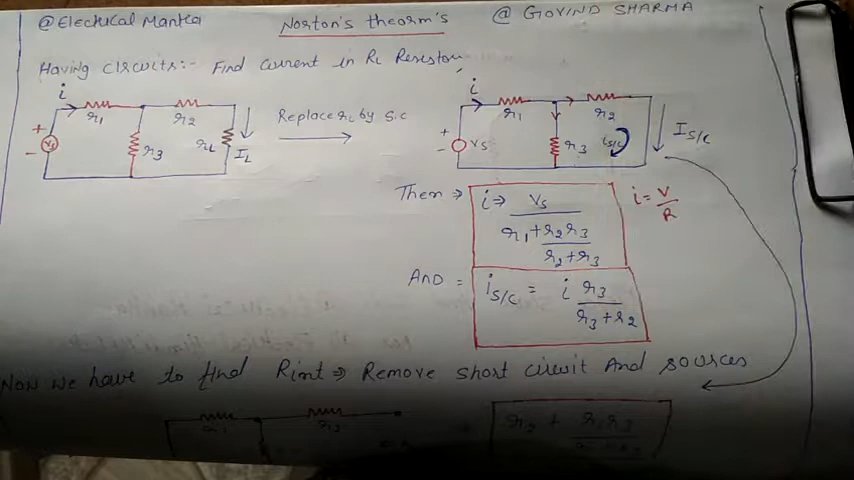 @ Electrical Mantra Norton's theorm's @ GOVIND SHARMA
Having circuits:- Find current in RL Resistor
i
r1 r2
Replace rL by S.C
+ Vs - r3 rL IL
i
r1 r2
+ Vs - r3 is/c Is/c
Then ⇒ i ⇒ Vs / r1 + r2r3 / r2+r3
i = V/R
And = is/c = i r3 / r3+r2
Now we have to find Rint ⇒ Remove short circuit And sources
r1 r2
r2 + r1r3